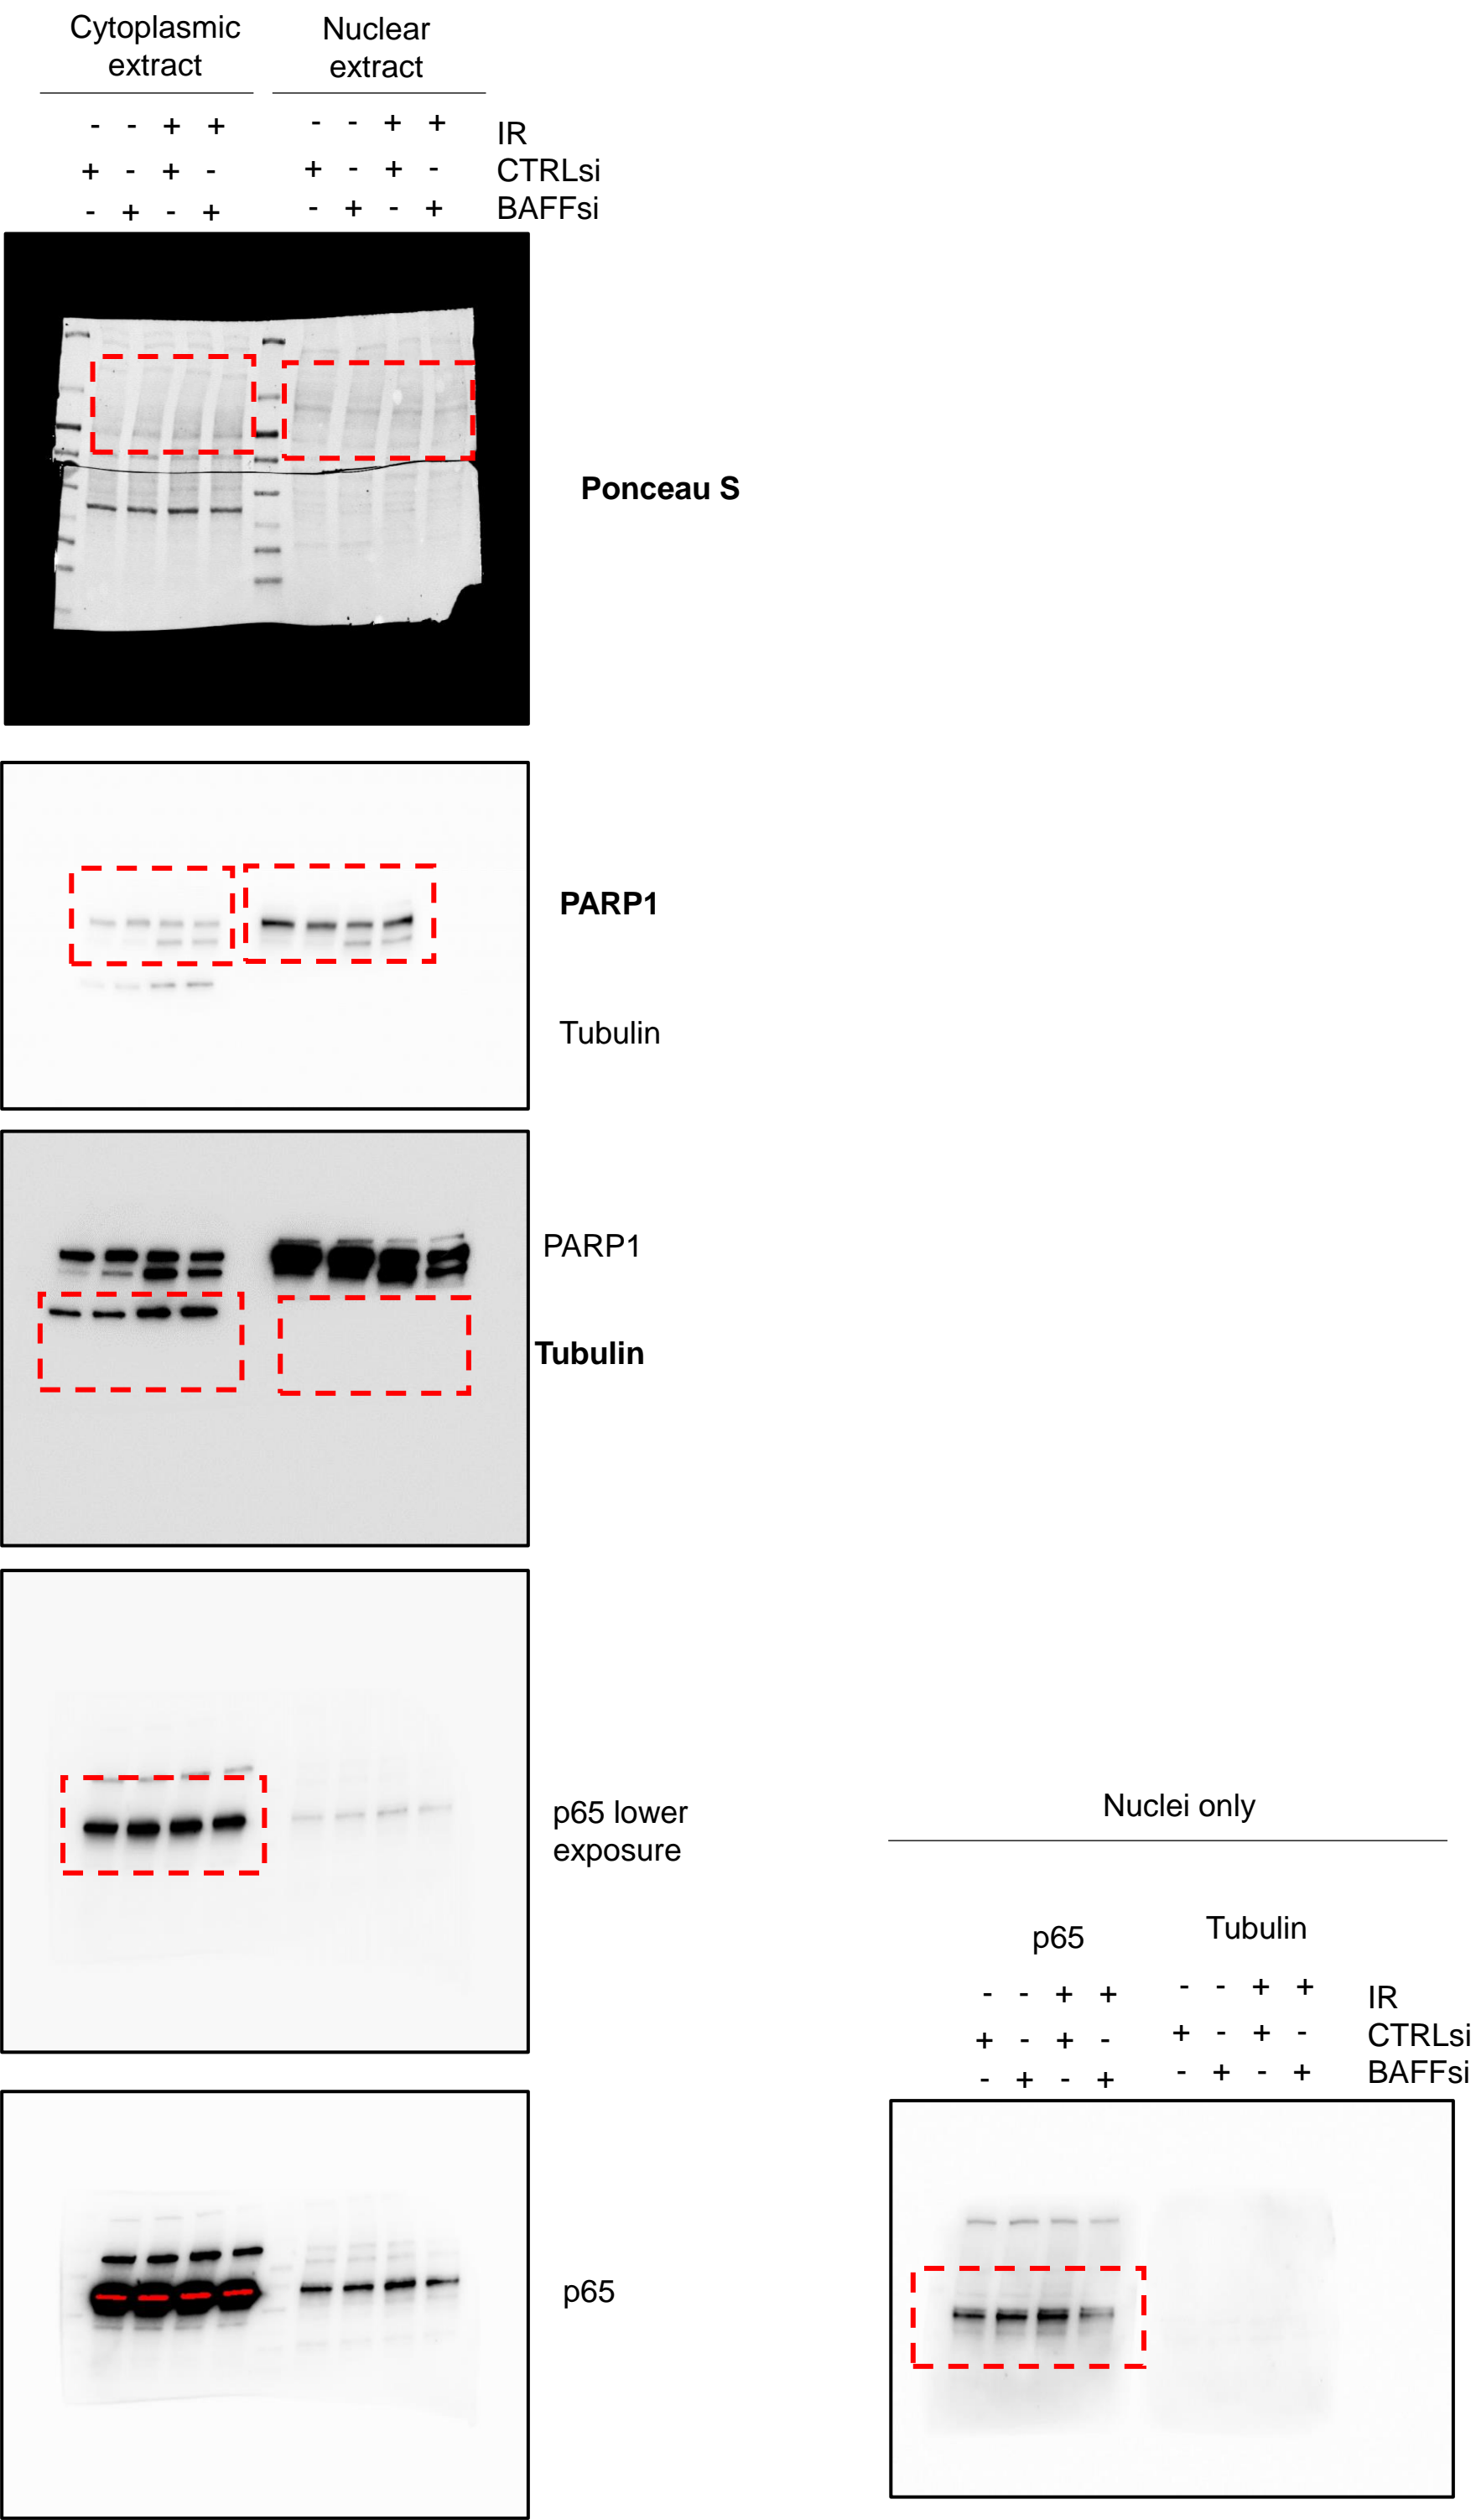 Cytoplasmic
extract
Nuclear
extract
- - + + - - + + IR
+ - + - + - + - CTRLsi
- + - + - + - + BAFFsi
Ponceau S
PARP1
Tubulin
PARP1
Tubulin
p65 lower
exposure
Nuclei only
p65 Tubulin
- - + + - - + + IR
+ - + - + - + - CTRLsi
- + - + - + - + BAFFsi
p65